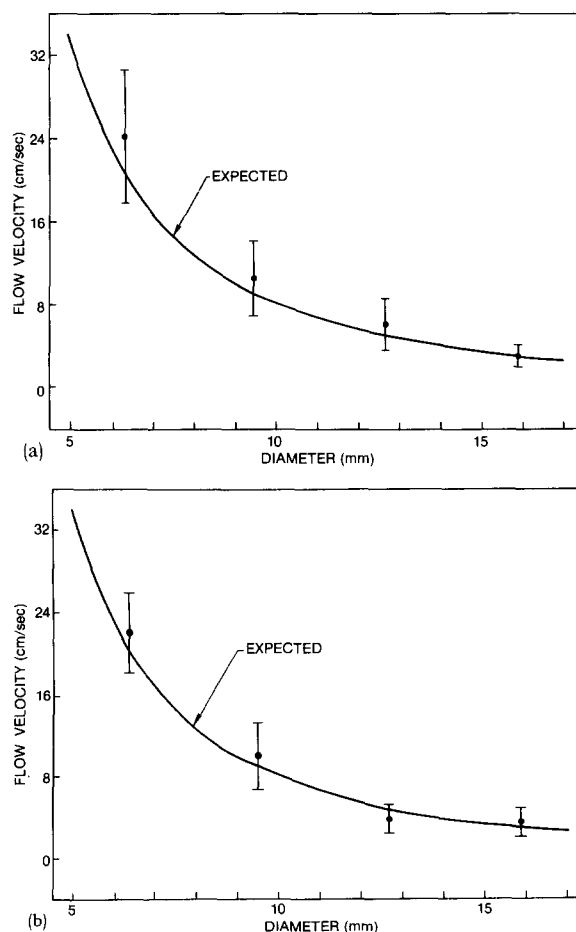 32
24
16
8
0
FLOW VELOCITY (cm/sec)
EXPECTED
5
10
15
DIAMETER (mm)
(a)
32
24
16
8
0
FLOW VELOCITY (cm/sec)
EXPECTED
5
10
15
DIAMETER (mm)
(b)